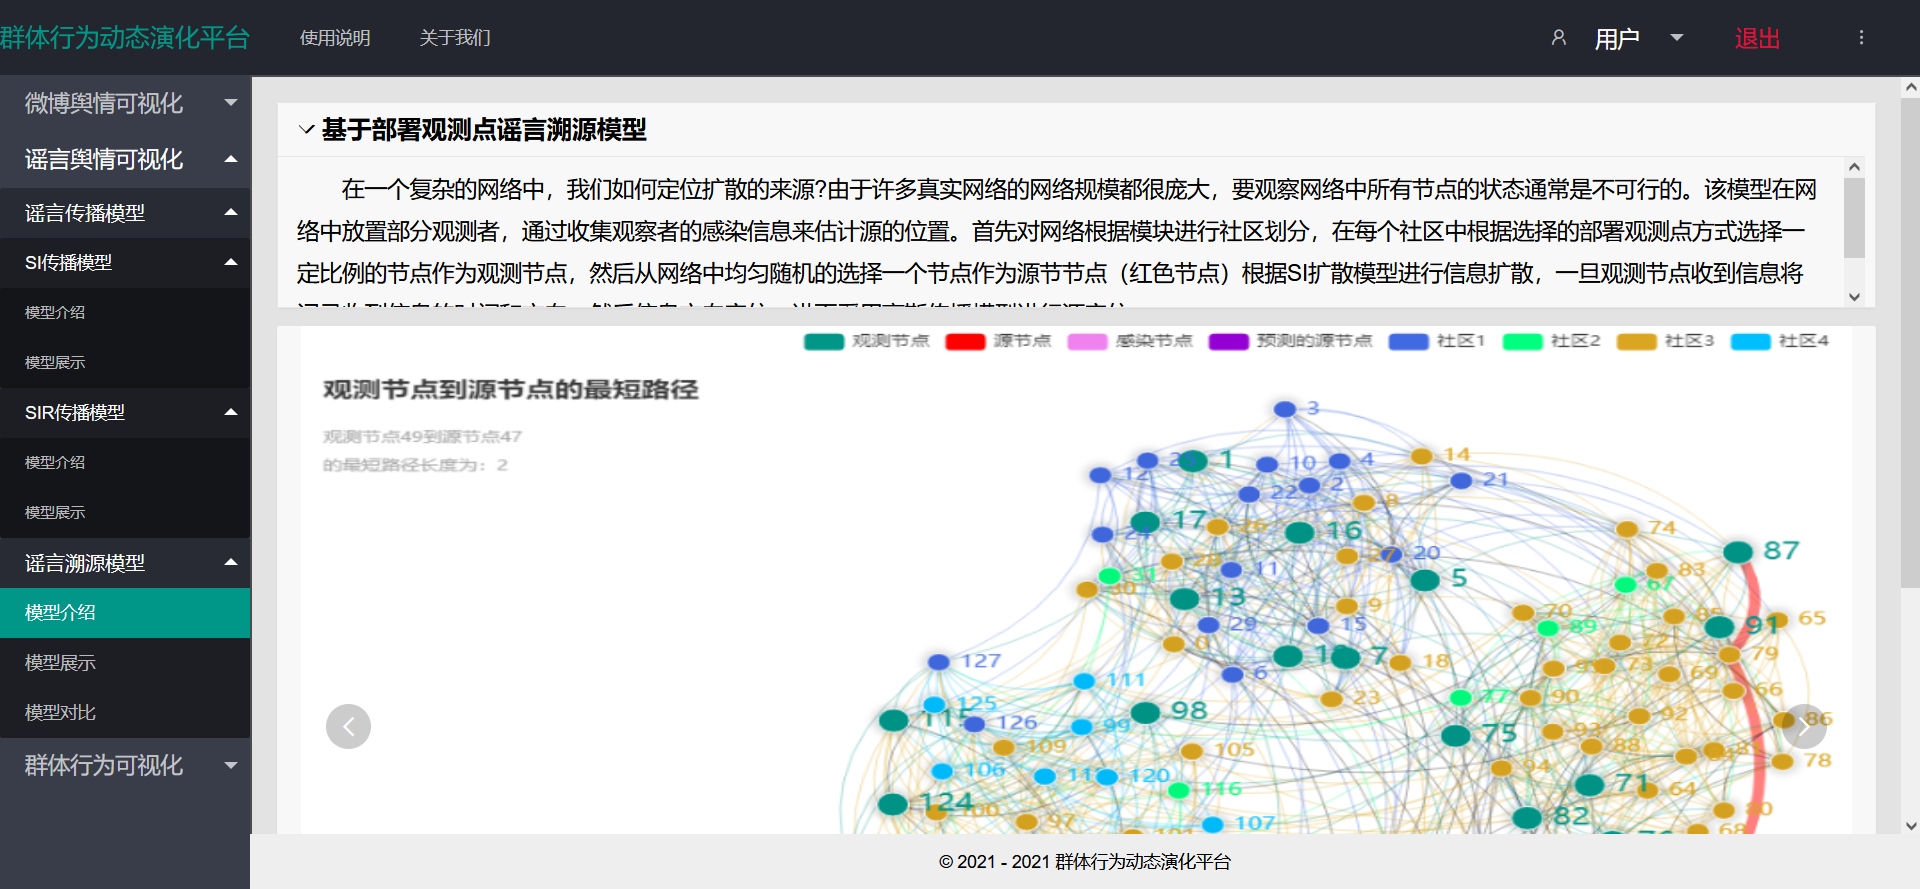 群体行为动态演化平台
使用说明
关于我们
用户
退出
微博舆情可视化
谣言舆情可视化
谣言传播模型
SI传播模型
模型介绍
模型展示
SIR传播模型
模型介绍
模型展示
谣言溯源模型
模型介绍
模型展示
模型对比
群体行为可视化
基于部署观测点谣言溯源模型
在一个复杂的网络中，我们如何定位扩散的来源?由于许多真实网络的网络规模都很庞大，要观察网络中所有节点的状态通常是不可行的。该模型在网
络中放置部分观测者，通过收集观察者的感染信息来估计源的位置。首先对网络根据模块进行社区划分，在每个社区中根据选择的部署观测点方式选择一
定比例的节点作为观测节点，然后从网络中均匀随机的选择一个节点作为源节节点（红色节点）根据SI扩散模型进行信息扩散，一旦观测节点收到信息将
观测节点 源节点 感染节点 预测的源节点 社区1 社区2 社区3 社区4
观测节点到源节点的最短路径
观测节点49到源节点47
的最短路径长度为：2
3
1
14
12
10
4
21
22
2
8
17
16
24
74
87
20
11
5
83
31
30
67
13
9
70
85
65
29
15
89
91
0
72
79
7
18
127
6
73
69
111
66
23
77
90
125
98
115
92
86
126
99
75
93
109
105
88
78
106
120
94
116
71
64
124
100
80
97
107
82
68
© 2021 - 2021 群体行为动态演化平台